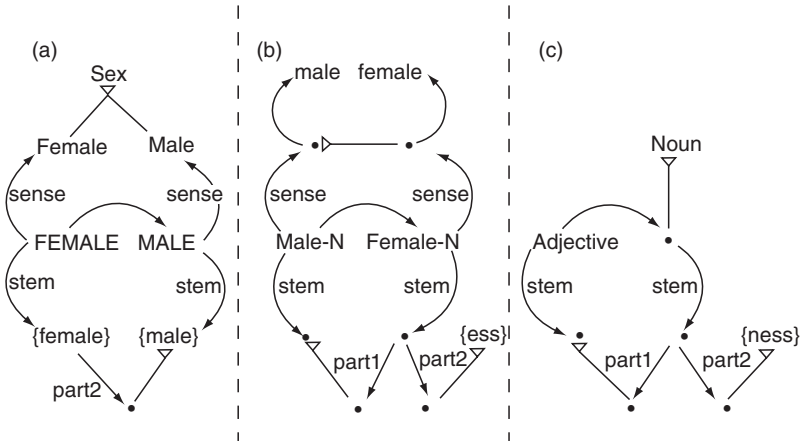 (a)
Sex
Female
Male
sense
sense
FEMALE
MALE
stem
stem
{female}
{male}
part2
(b)
male
female
sense
sense
Male-N
Female-N
stem
stem
{ess}
part1
part2
(c)
Noun
Adjective
stem
stem
{ness}
part1
part2